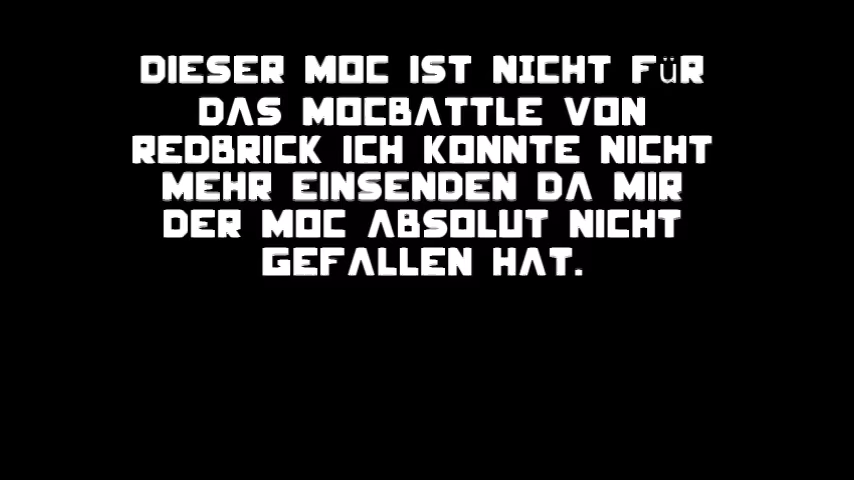 DIESER MOC IST NICHT FÜR
DAS MOCBATTLE VON
REDBRICK ICH KONNTE NICHT
MEHR EINSENDEN DA MIR
DER MOC ABSOLUT NICHT
GEFALLEN HAT.